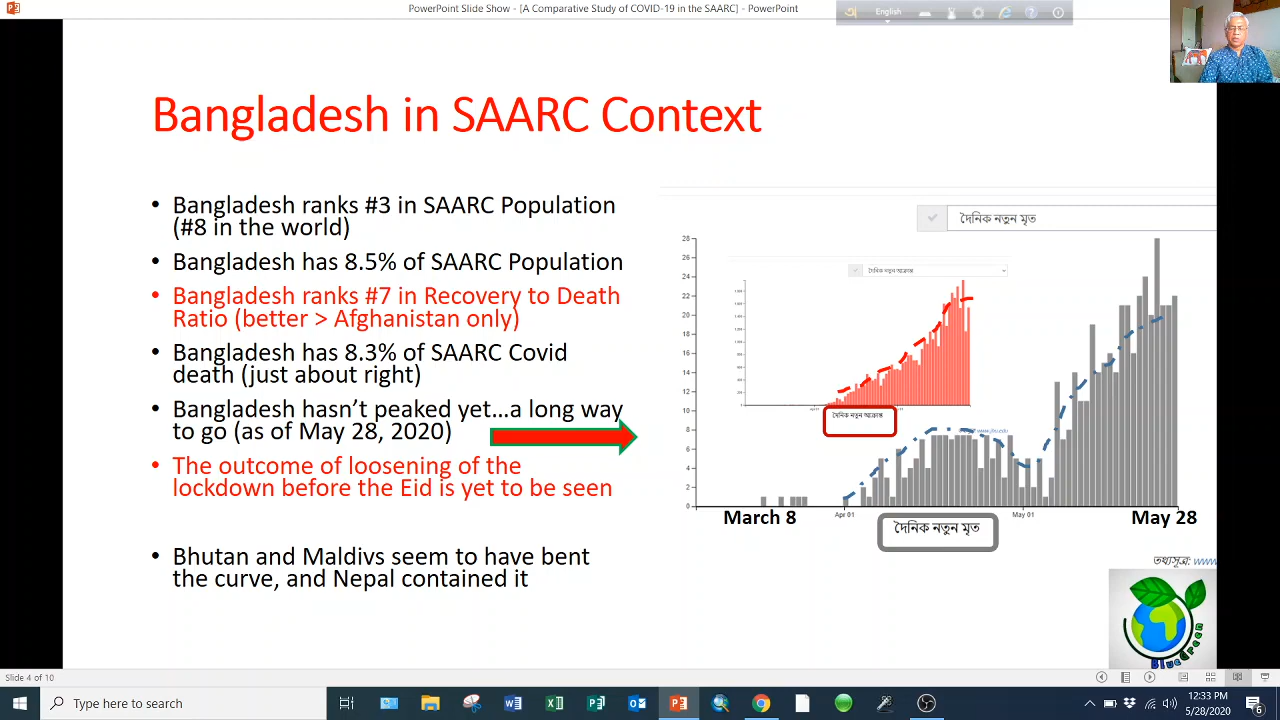 PowerPoint Slide Show - [A Comparative Study of COVID-19 in the SAARC] - PowerPoint
অ English
Bangladesh in SAARC Context
• Bangladesh ranks #3 in SAARC Population
(#8 in the world)
• Bangladesh has 8.5% of SAARC Population
• Bangladesh ranks #7 in Recovery to Death
Ratio (better > Afghanistan only)
• Bangladesh has 8.3% of SAARC Covid
death (just about right)
• Bangladesh hasn't peaked yet...a long way
to go (as of May 28, 2020)
• The outcome of loosening of the
lockdown before the Eid is yet to be seen
• Bhutan and Maldivs seem to have bent
the curve, and Nepal contained it
দৈনিক নতুন মৃত
28
26
24
22
20
18
16
14
12
10
8
6
4
2
0
দৈনিক নতুন আক্রান্ত
দৈনিক নতুন আক্রান্ত
March 8
Apr 01
May 01
May 28
দৈনিক নতুন মৃত
তথ্যসূত্র: www
BlueGreen
Slide 4 of 10
Type here to search
12:33 PM
5/28/2020
6